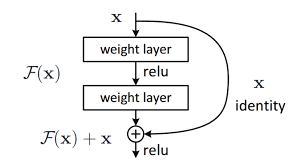 x
weight layer
relu
F(x)
weight layer
x
identity
F(x) + x
+
relu